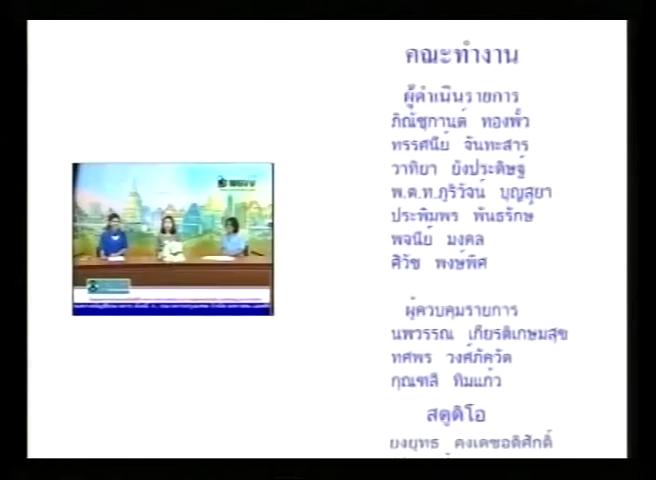 คณะทำงาน
ผู้ดำเนินรายการ
ภิณัชุกานต์ ทองพั้ว
ทรรศนีย์ จันทะสาร
วาทิยา ยังประดิษฐ์
พ.ต.ท.ภูริวัจน์ บุญสุยา
ประพิมพร พันธรักษ์
พจนีย์ มงคล
ศิวัช พงษ์พิศ
ผู้ควบคุมรายการ
นพวรรณ เกียรติเกษมสุข
ทศพร วงศ์ภัควัต
กุณฑลี ทิมแก้ว
สตูดิโอ
ยงยุทธ คงเดชอดิศักดิ์